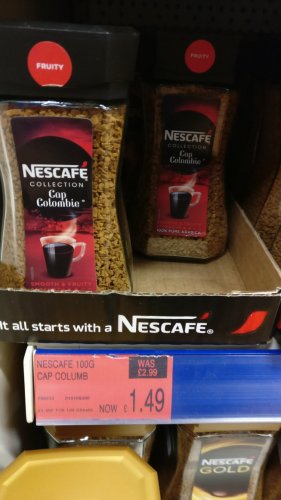 FRUITY
NESCAFÉ
COLLECTION
Cap
Colombie
SMOOTH & FRUITY
FRUITY
NESCAFÉ
COLLECTION
Cap
Colombie
100% PURE ARABICA
It all starts with a NESCAFÉ®
NESCAFE 100G
CAP COLUMB
WAS
£2.99
NOW £1.49
NESCAFÉ
GOLD